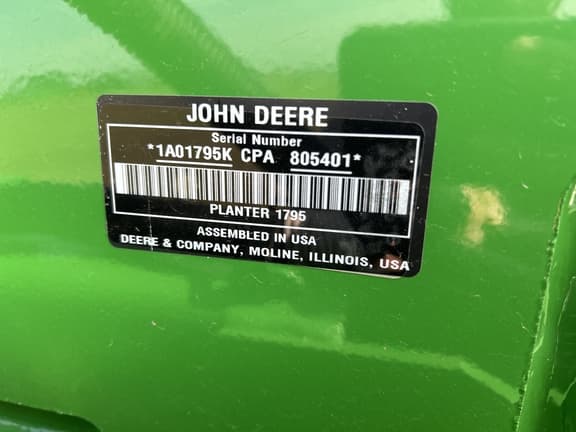 JOHN DEERE
Serial Number
*1A01795K CPA 805401*
PLANTER 1795
ASSEMBLED IN USA
DEERE & COMPANY, MOLINE, ILLINOIS, USA